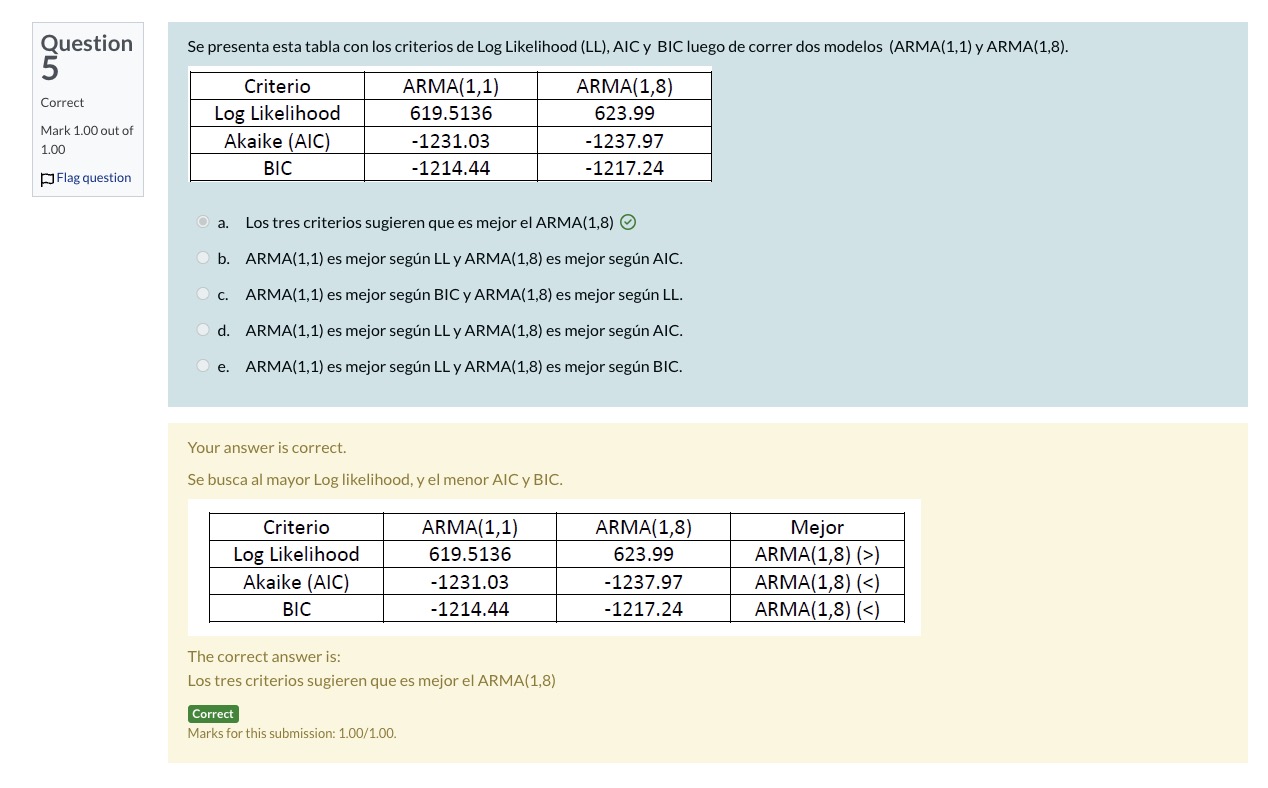 Question
5
Correct
Mark 1.00 out of
1.00
Flag question
Se presenta esta tabla con los criterios de Log Likelihood (LL), AIC y BIC luego de correr dos modelos (ARMA(1,1) y ARMA(1,8).
Criterio ARMA(1,1) ARMA(1,8)
Log Likelihood 619.5136 623.99
Akaike (AIC) -1231.03 -1237.97
BIC -1214.44 -1217.24
a. Los tres criterios sugieren que es mejor el ARMA(1,8)
b. ARMA(1,1) es mejor según LL y ARMA(1,8) es mejor según AIC.
c. ARMA(1,1) es mejor según BIC y ARMA(1,8) es mejor según LL.
d. ARMA(1,1) es mejor según LL y ARMA(1,8) es mejor según AIC.
e. ARMA(1,1) es mejor según LL y ARMA(1,8) es mejor según BIC.
Your answer is correct.
Se busca al mayor Log likelihood, y el menor AIC y BIC.
Criterio ARMA(1,1) ARMA(1,8) Mejor
Log Likelihood 619.5136 623.99 ARMA(1,8) (>)
Akaike (AIC) -1231.03 -1237.97 ARMA(1,8) (<)
BIC -1214.44 -1217.24 ARMA(1,8) (<)
The correct answer is:
Los tres criterios sugieren que es mejor el ARMA(1,8)
Correct
Marks for this submission: 1.00/1.00.